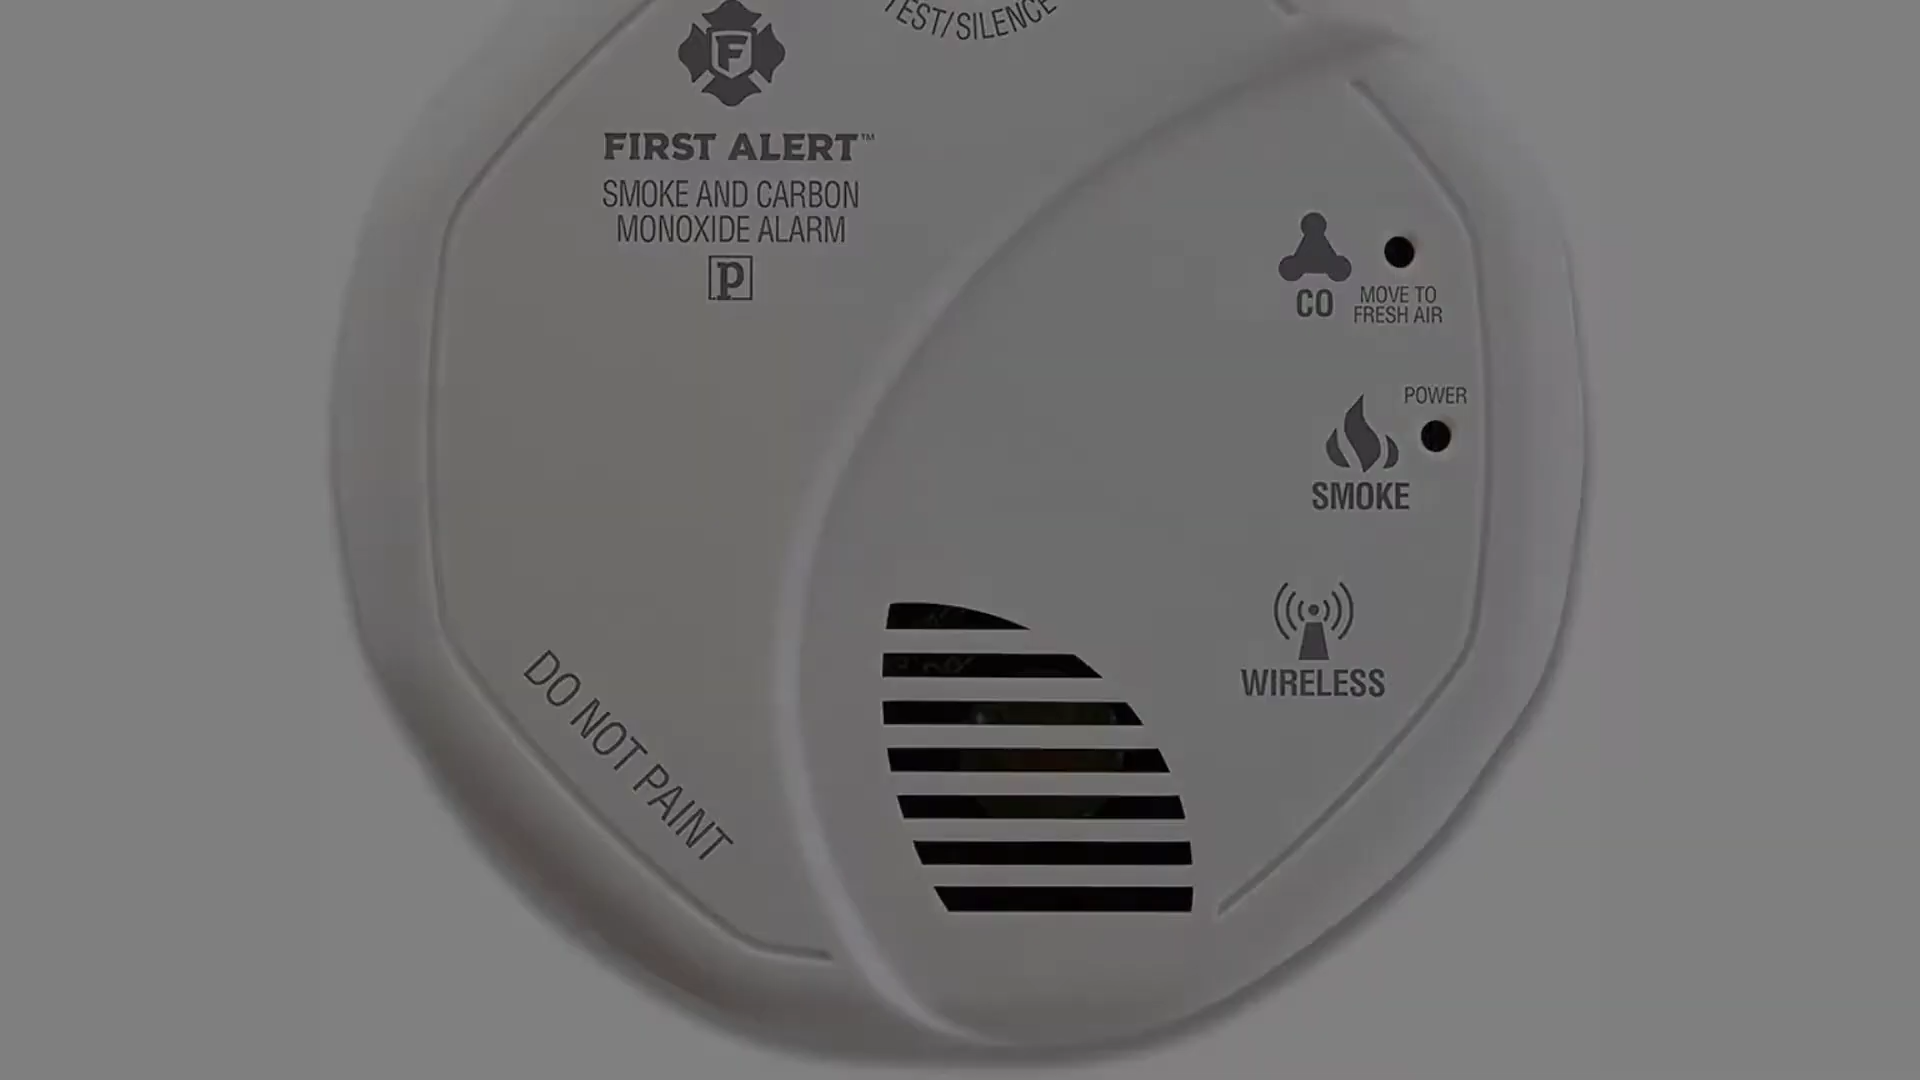 TEST/SILENCE
F
FIRST ALERT™
SMOKE AND CARBON
MONOXIDE ALARM
P
CO
MOVE TO
FRESH AIR
POWER
SMOKE
WIRELESS
DO NOT PAINT